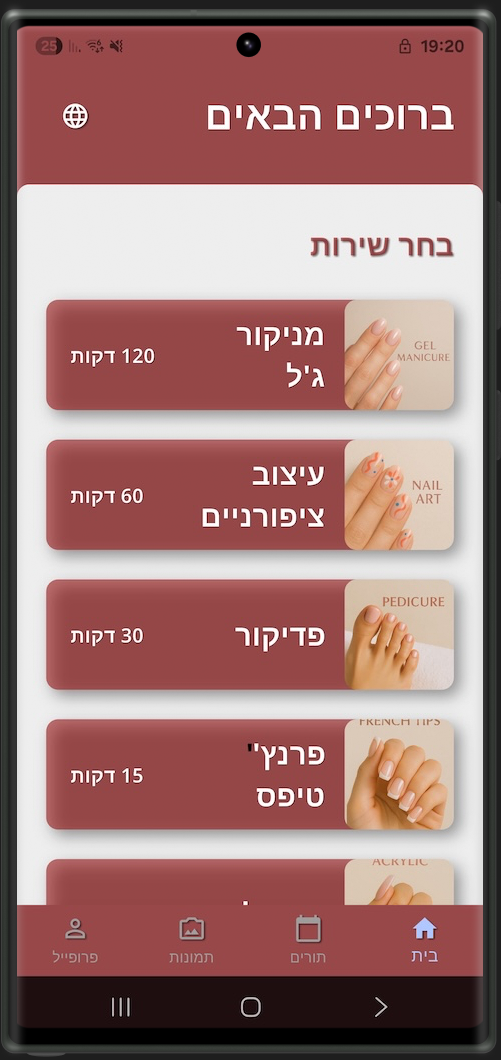 25
19:20
ברוכים הבאים
בחר שירות
מניקור
ג'ל
120 דקות
GEL
MANICURE
עיצוב
ציפורניים
60 דקות
NAIL
ART
פדיקור
30 דקות
PEDICURE
פרנץ''
טיפס
15 דקות
FRENCH TIPS
ACRYLIC
בית
תורים
תמונות
פרופייל